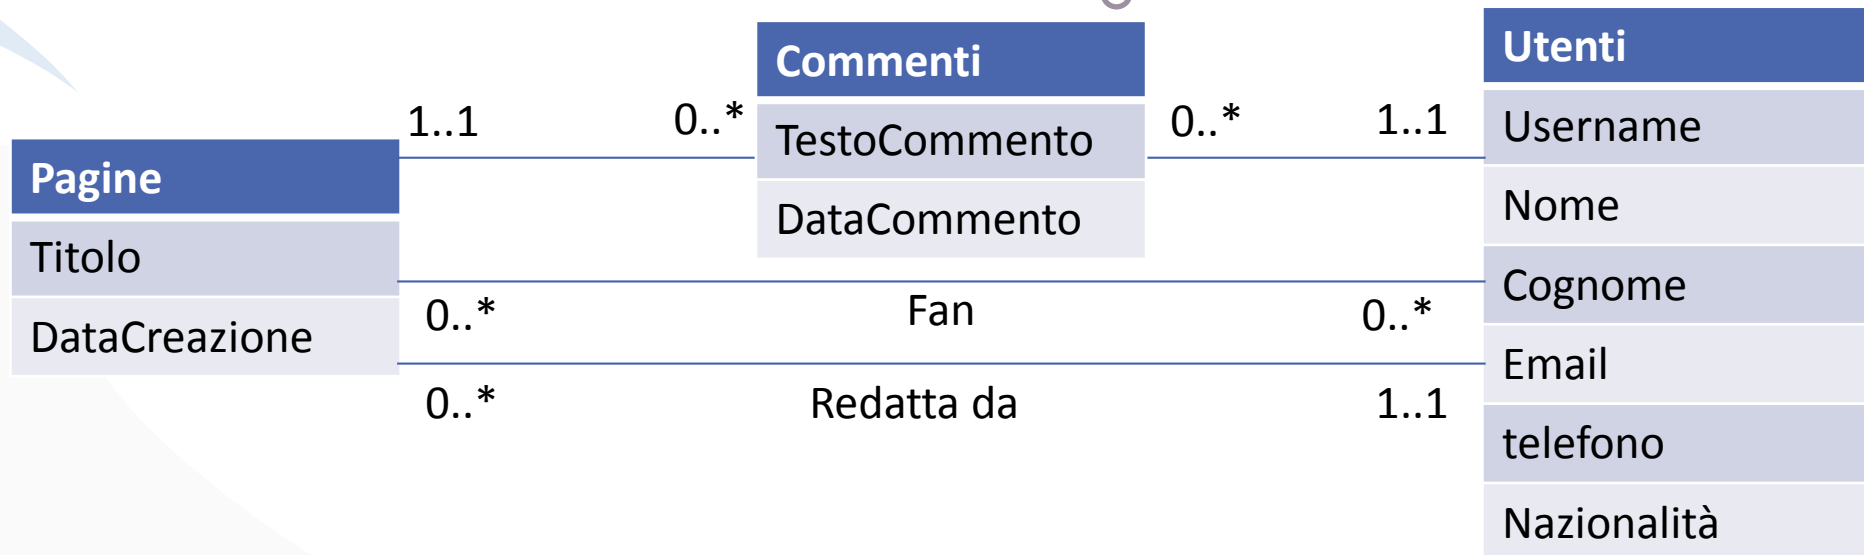 Commenti
Utenti
1..1
0..*
TestoCommento
0..*
1..1
Username
Pagine
DataCommento
Nome
Titolo
Cognome
0..*
Fan
0..*
DataCreazione
Email
0..*
Redatta da
1..1
telefono
Nazionalità